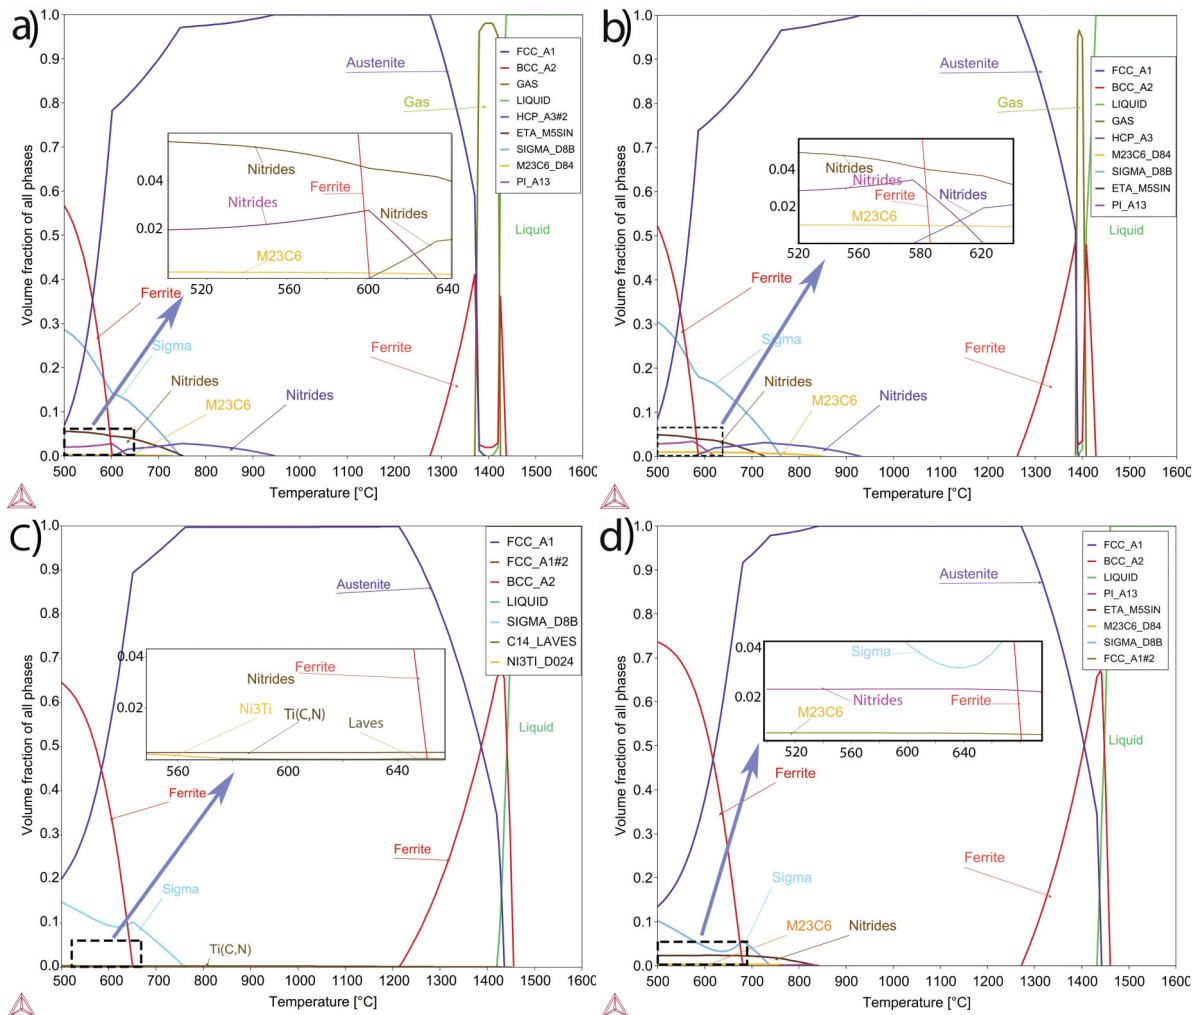 a)
Volume fraction of all phases
1.0
0.9
0.8
0.7
0.6
0.5
0.4
0.3
0.2
0.1
0.0
Austenite
Gas
FCC_A1
BCC_A2
GAS
LIQUID
HCP_A3#2
ETA_M5SIN
SIGMA_D8B
M23C6_D84
PI_A13
0.04
0.02
Nitrides
Ferrite
Nitrides
Nitrides
M23C6
520 560 600 640
Liquid
Ferrite
Sigma
Nitrides
M23C6
Nitrides
Ferrite
500 600 700 800 900 1000 1100 1200 1300 1400 1500 1600
Temperature [°C]
b)
Volume fraction of all phases
1.0
0.9
0.8
0.7
0.6
0.5
0.4
0.3
0.2
0.1
0.0
Austenite
Gas
FCC_A1
BCC_A2
LIQUID
GAS
HCP_A3
M23C6_D84
SIGMA_D8B
ETA_M5SIN
PI_A13
0.04
0.02
0.00
Nitrides
Nitrides
Ferrite
Nitrides
M23C6
520 560 560 580 620
Liquid
Ferrite
Sigma
Nitrides
M23C6
Nitrides
Ferrite
500 600 700 800 900 1000 1100 1200 1300 1400 1500 1600
Temperature [°C]
c)
Volume fraction of all phases
1.0
0.9
0.8
0.7
0.6
0.5
0.4
0.3
0.2
0.1
0.0
Austenite
FCC_A1
FCC_A1#2
BCC_A2
LIQUID
SIGMA_D8B
C14_LAVES
NI3TI_D024
0.04
0.02
Ferrite
Nitrides
Ni3Ti
Ti(C,N)
Laves
560 600 640
Liquid
Ferrite
Sigma
Ti(C,N)
Ferrite
500 600 700 800 900 1000 1100 1200 1300 1400 1500 1600
Temperature [°C]
d)
Volume fraction of all phases
1.0
0.9
0.8
0.7
0.6
0.5
0.4
0.3
0.2
0.1
0.0
Austenite
FCC_A1
BCC_A2
LIQUID
PI_A13
ETA_M5SIN
M23C6_D84
SIGMA_D8B
FCC_A1#2
0.04
0.02
Sigma
Nitrides
Ferrite
M23C6
520 560 600 640
Liquid
Ferrite
Sigma
M23C6
Nitrides
Ferrite
500 600 700 800 900 1000 1100 1200 1300 1400 1500 1600
Temperature [°C]